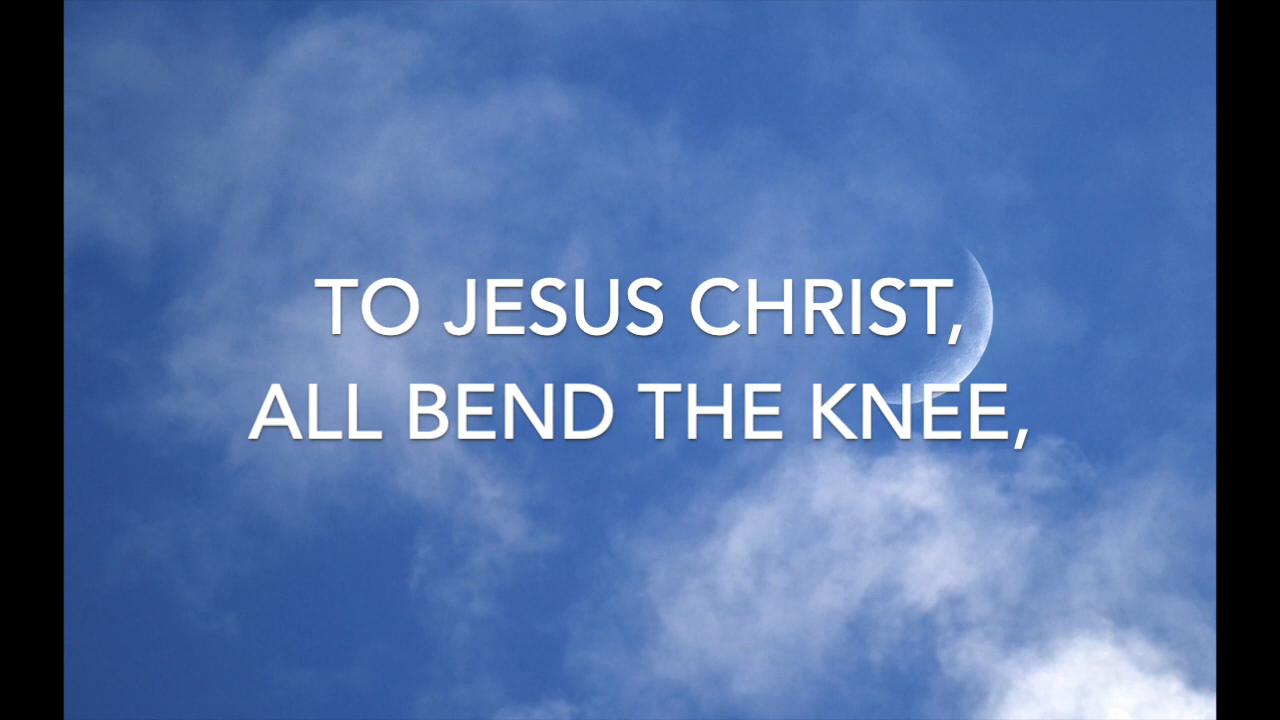 TO JESUS CHRIST,
ALL BEND THE KNEE,